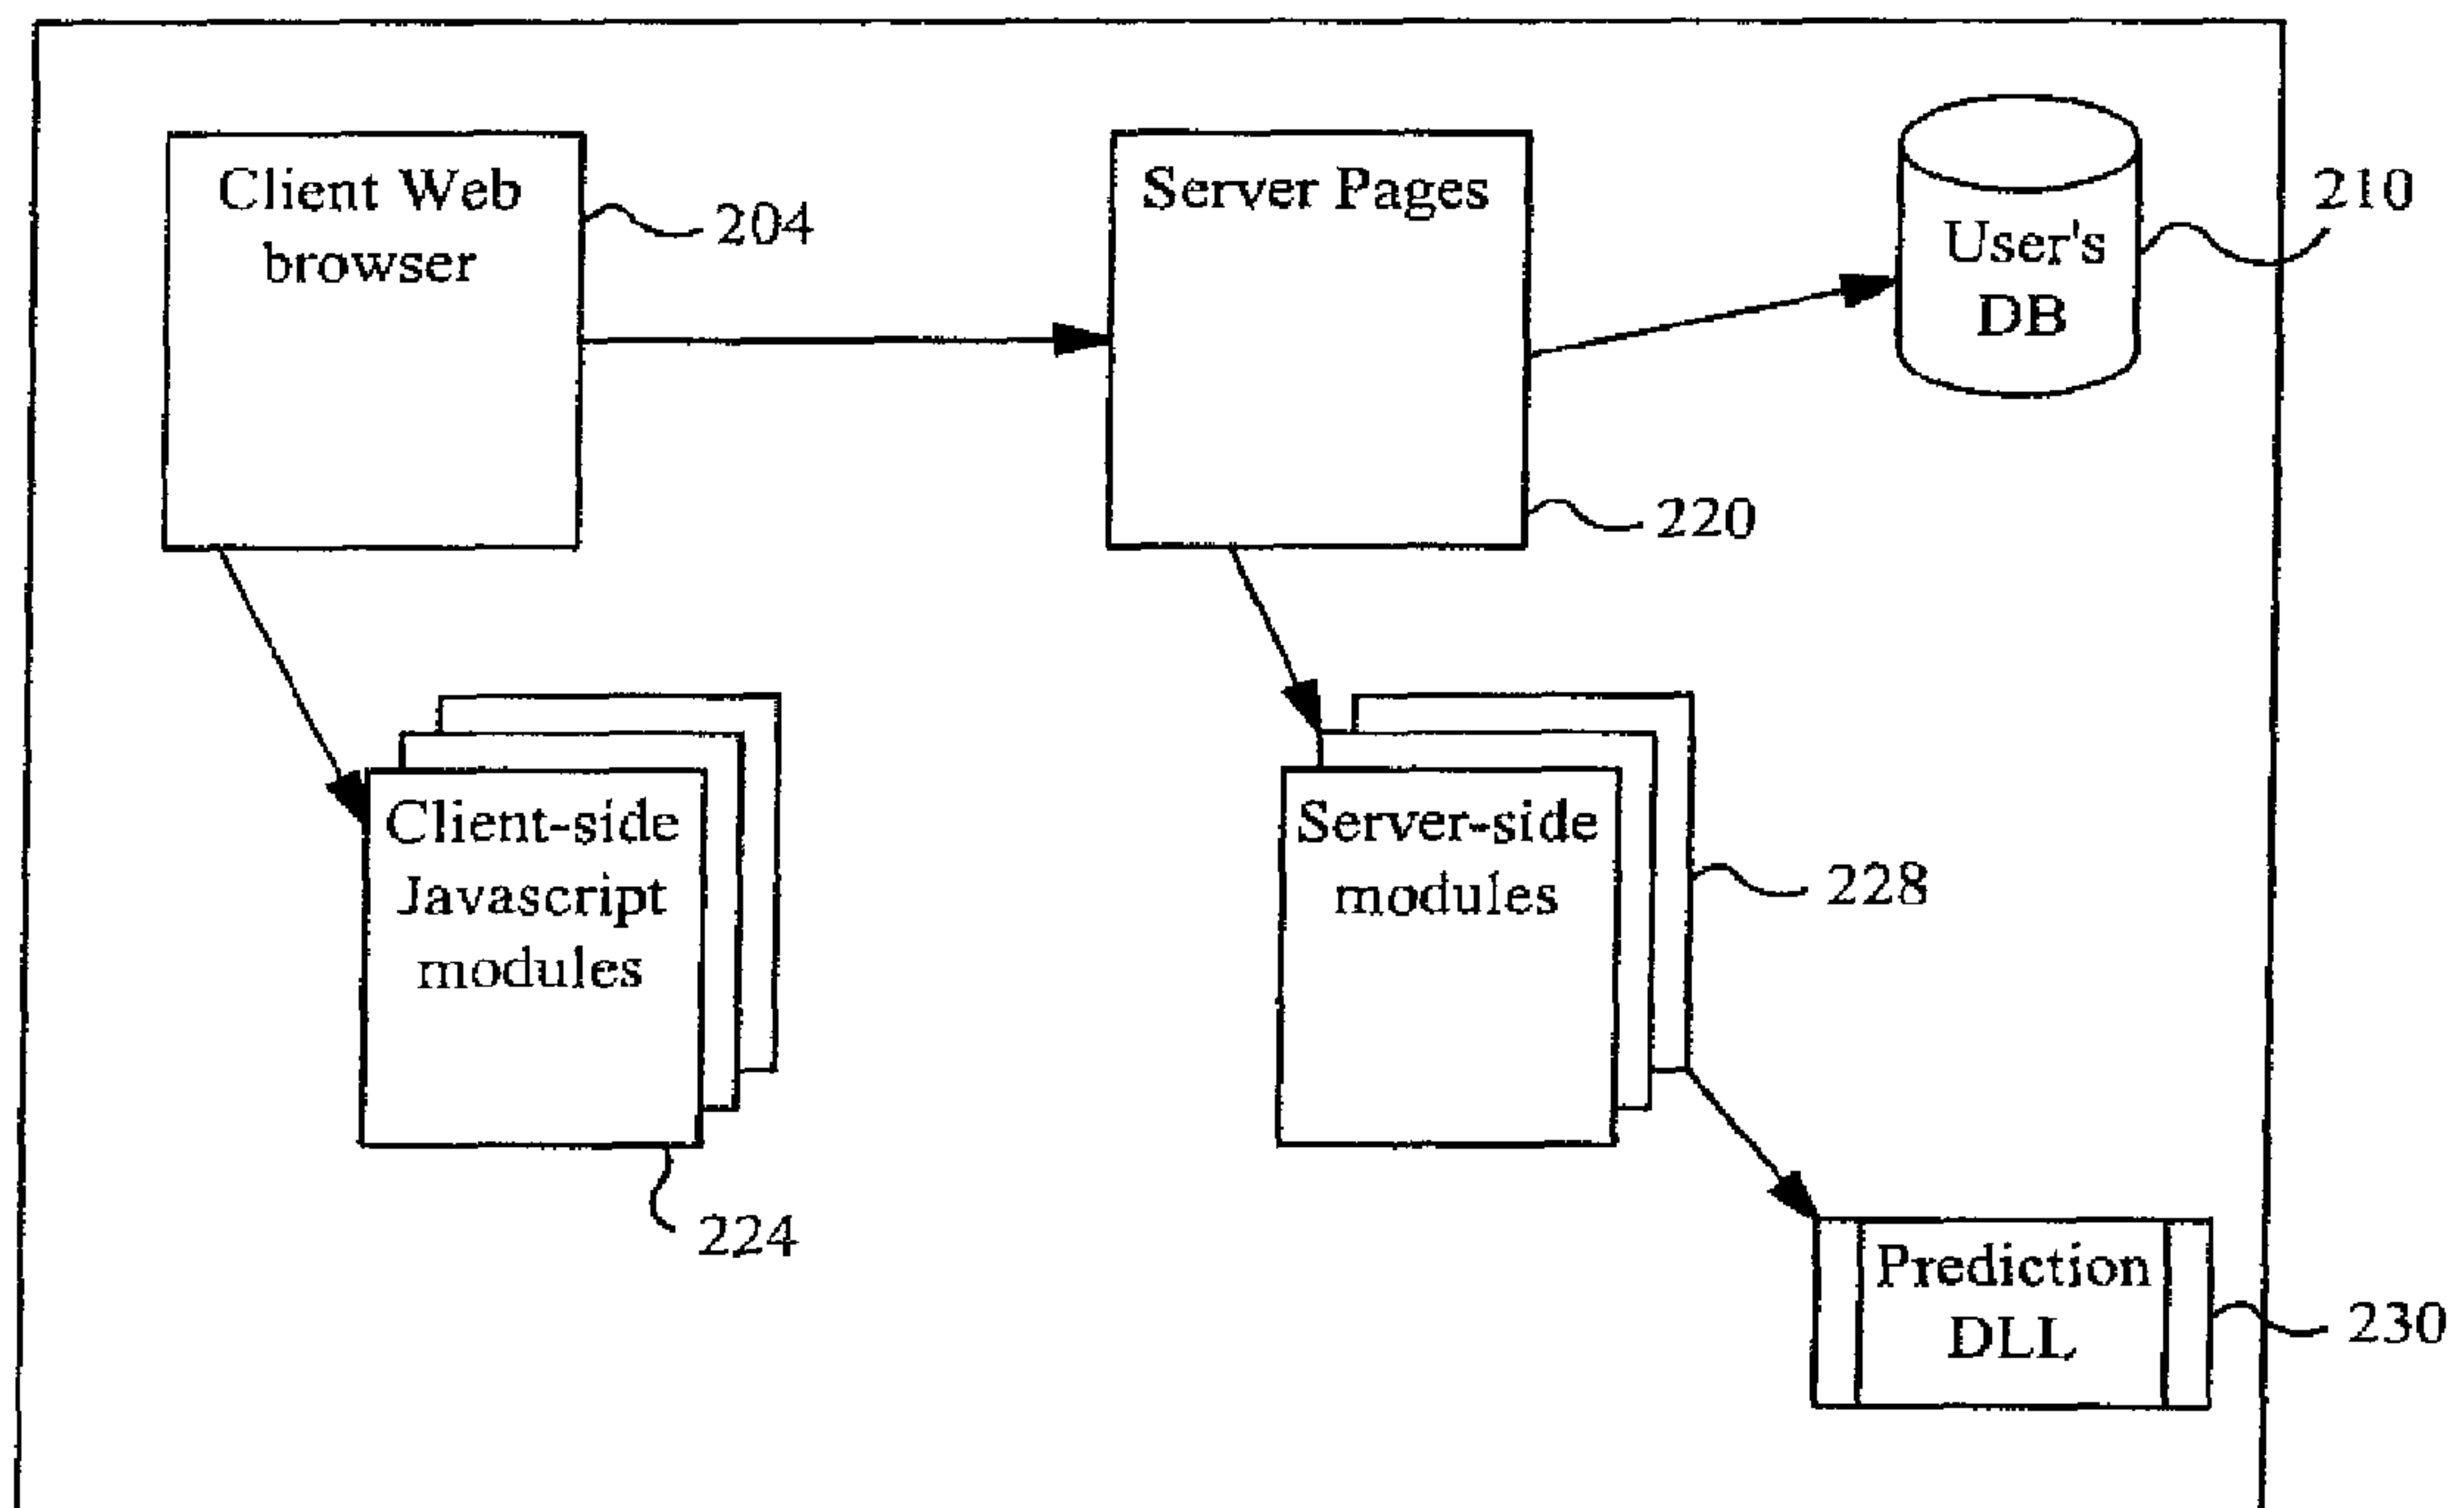 Client Web
browser
204
Server Pages
User's
DB
210
220
Client-side
Javascript
modules
224
Server-side
modules
228
Prediction
DLL
230